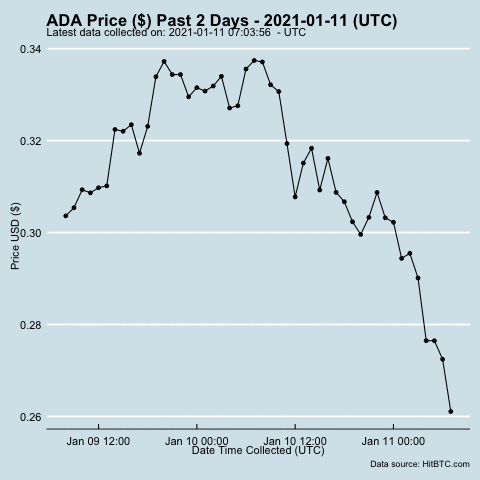 ADA Price ($) Past 2 Days - 2021-01-11 (UTC)
Latest data collected on: 2021-01-11 07:03:56  - UTC
0.34
0.32
0.30
0.28
0.26
Price USD ($)
Jan 09 12:00 Jan 10 00:00 Jan 10 12:00 Jan 11 00:00
Date Time Collected (UTC)
Data source: HitBTC.com